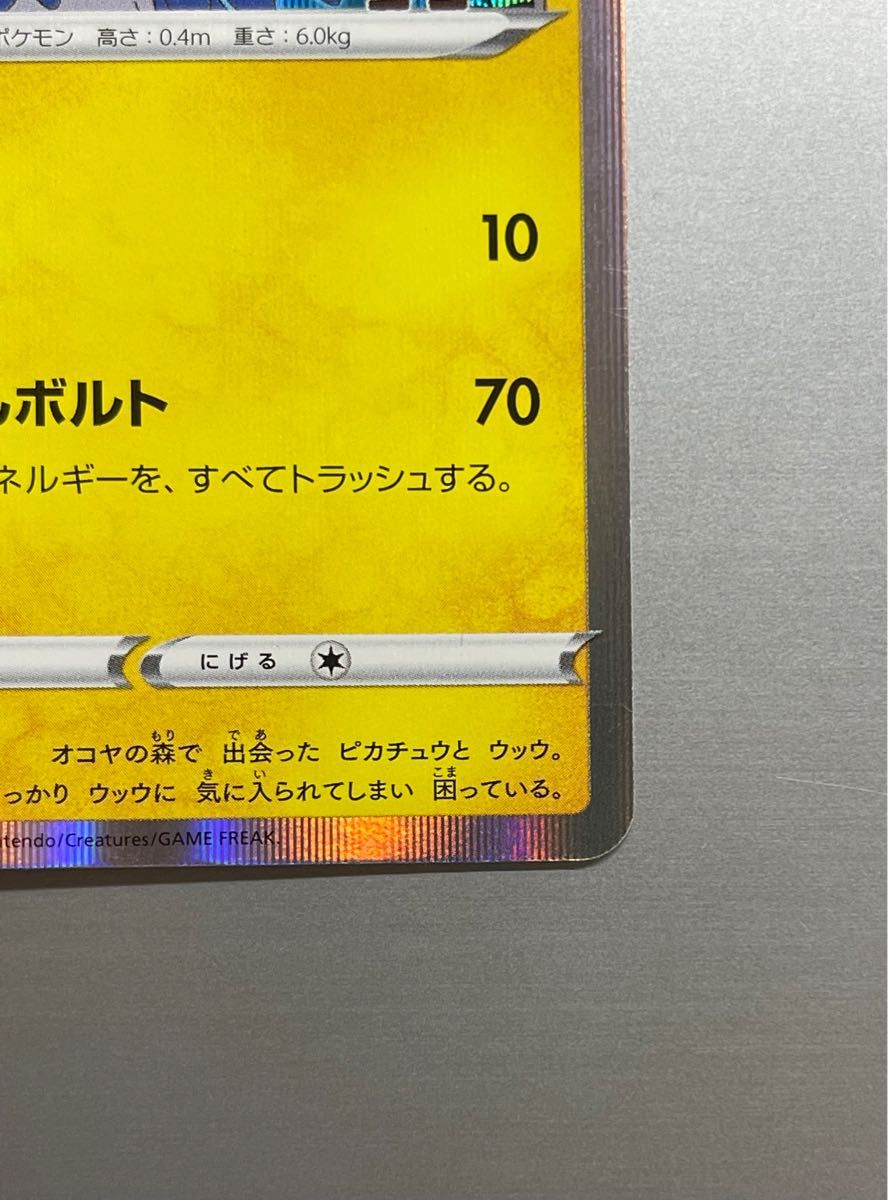 ポケモン 高さ：0.4m 重さ：6.0kg
10
ボルト 70
ネルギーを、すべてトラッシュする。
にげる
オコヤの森で 出会った ピカチュウと ウッウ。
っかり ウッウに 気に入られてしまい 困っている。
tendo/Creatures/GAME FREAK.